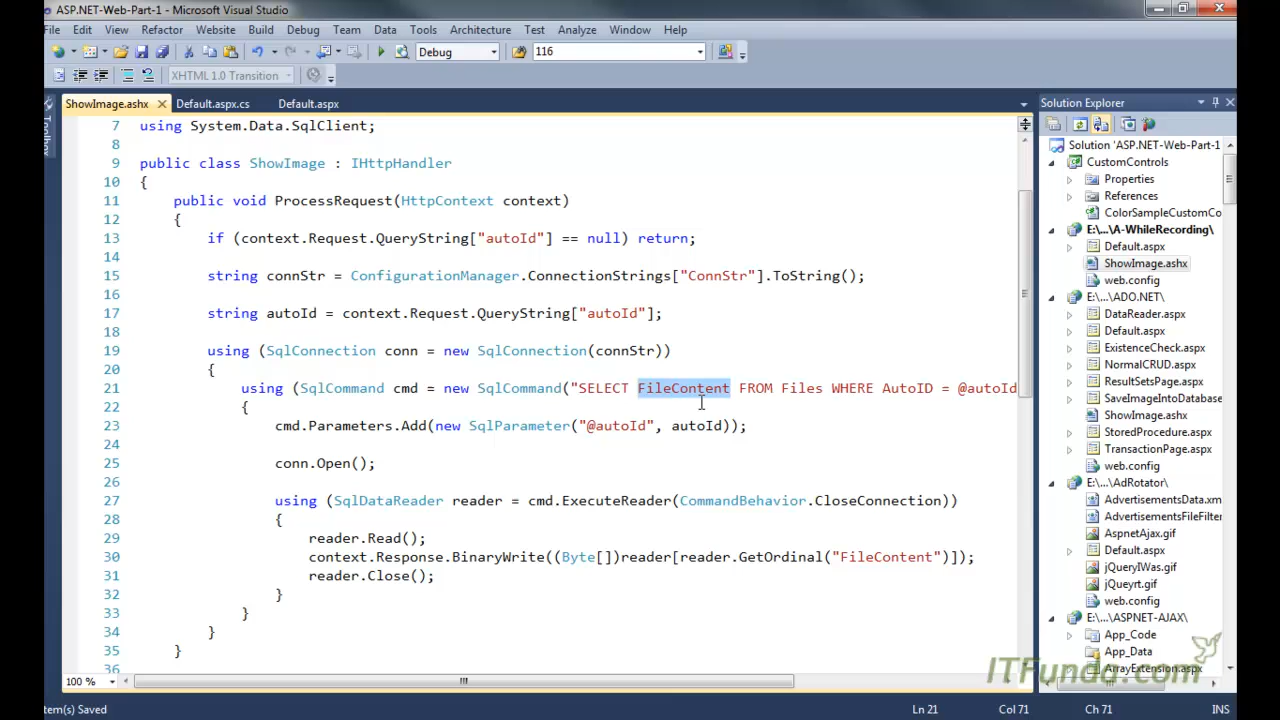 ASP.NET-Web-Part-1 - Microsoft Visual Studio
File Edit View Refactor Website Build Debug Team Data Tools Architecture Test Analyze Window Help
Debug 116
XHTML 1.0 Transition
ShowImage.ashx Default.aspx.cs Default.aspx
Toolbox
7 using System.Data.SqlClient;
8
9 public class ShowImage : IHttpHandler
10 {
11 public void ProcessRequest(HttpContext context)
12 {
13 if (context.Request.QueryString["autoId"] == null) return;
14
15 string connStr = ConfigurationManager.ConnectionStrings["ConnStr"].ToString();
16
17 string autoId = context.Request.QueryString["autoId"];
18
19 using (SqlConnection conn = new SqlConnection(connStr))
20 {
21 using (SqlCommand cmd = new SqlCommand("SELECT FileContent FROM Files WHERE AutoID = @autoId
22 {
23 cmd.Parameters.Add(new SqlParameter("@autoId", autoId));
24
25 conn.Open();
26
27 using (SqlDataReader reader = cmd.ExecuteReader(CommandBehavior.CloseConnection))
28 {
29 reader.Read();
30 context.Response.BinaryWrite((Byte[])reader[reader.GetOrdinal("FileContent")]);
31 reader.Close();
32 }
33 }
34 }
35 }
36
100 %
Solution Explorer
Solution 'ASP.NET-Web-Part-1
CustomControls
Properties
References
ColorSampleCustomCo
E:\...\A-WhileRecording\
Default.aspx
ShowImage.ashx
web.config
E:\...\ADO.NET\
DataReader.aspx
Default.aspx
ExistenceCheck.aspx
NormalCRUD.aspx
ResultSetsPage.aspx
SaveImageIntoDatabase
ShowImage.ashx
StoredProcedure.aspx
TransactionPage.aspx
web.config
E:\...\AdRotator\
AdvertisementsData.xm
AdvertisementsFileFilter
AspnetAjax.gif
Default.aspx
jQueryIWas.gif
jQueyrt.gif
web.config
E:\...\ASPNET-AJAX\
App_Code
App_Data
ArrayExtension.aspx
ITFunda.com
tem(s) Saved Ln 21 Col 71 Ch 71 INS